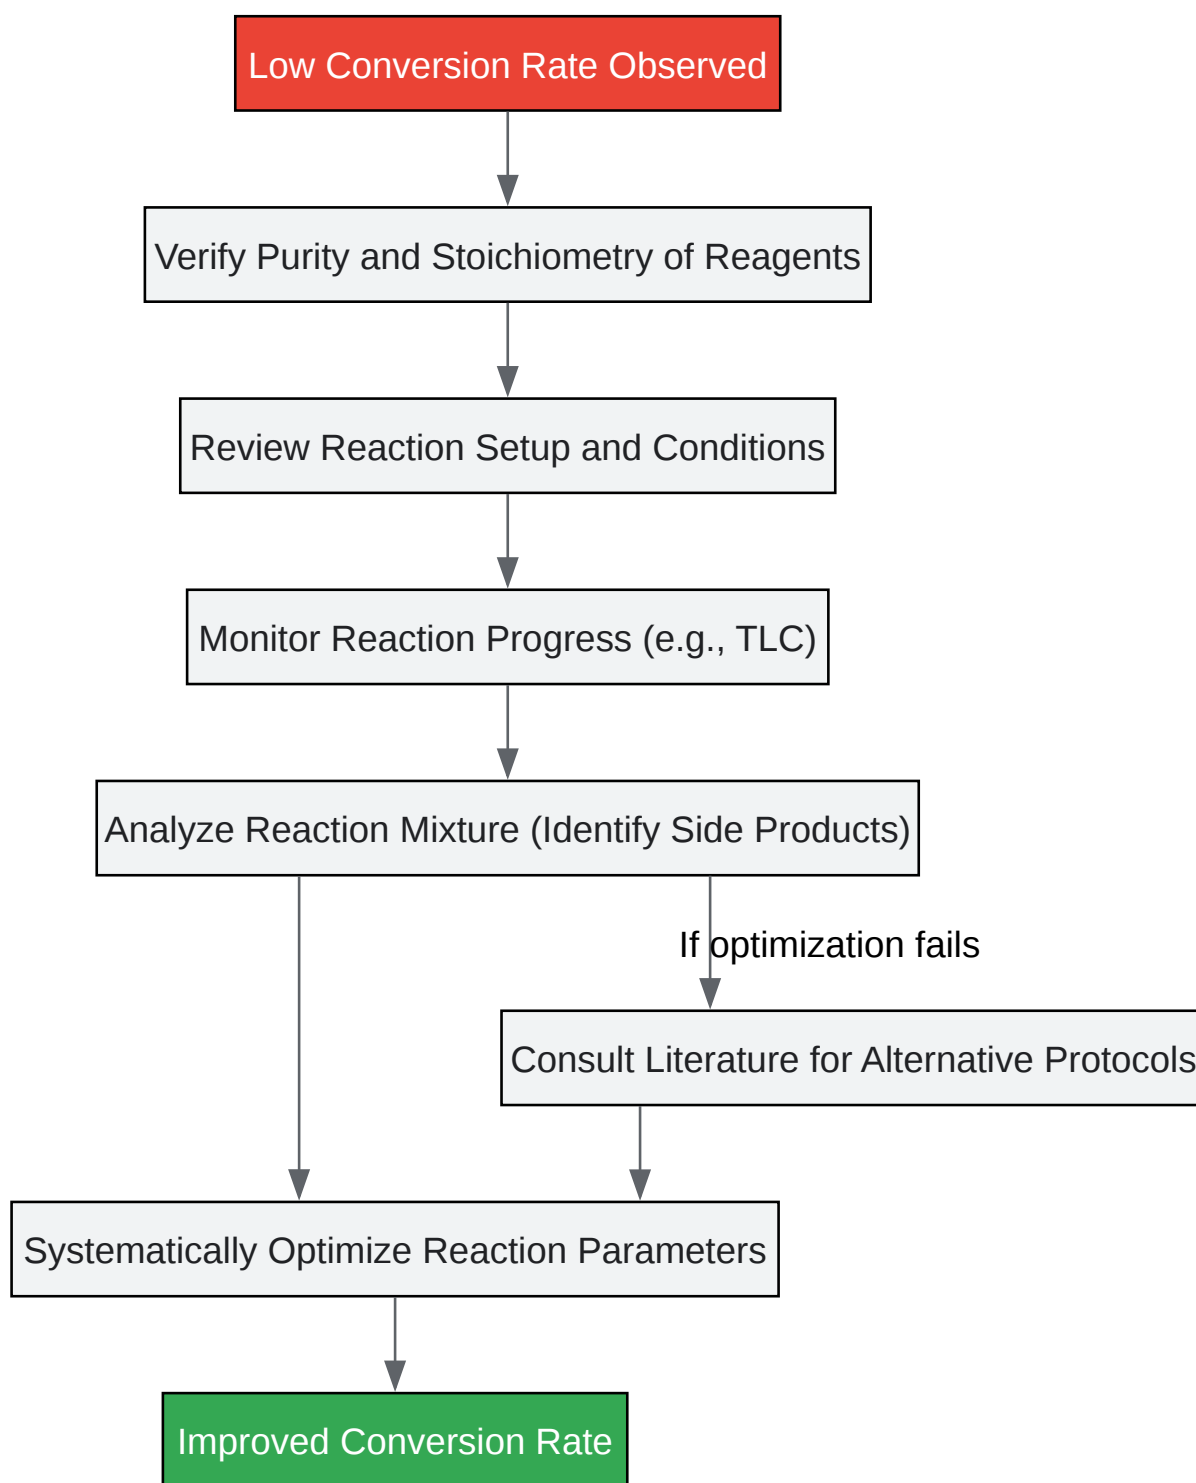 Low Conversion Rate Observed
Verify Purity and Stoichiometry of Reagents
Review Reaction Setup and Conditions
Monitor Reaction Progress (e.g., TLC)
Analyze Reaction Mixture (Identify Side Products)
If optimization fails
Consult Literature for Alternative Protocols
Systematically Optimize Reaction Parameters
Improved Conversion Rate